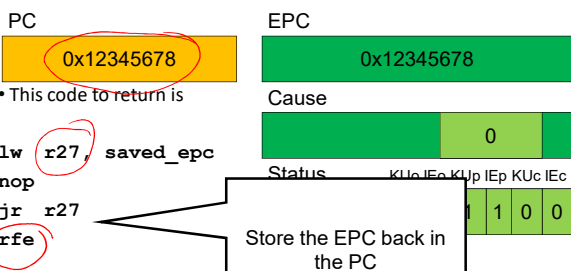 PC
0x12345678
• This code to return is
lw r27, saved_epc
nop
jr r27
rfe
EPC
0x12345678
Cause
0
Status
KUo IEo KUp IEp KUc IEc
1 1 0 0
Store the EPC back in
the PC